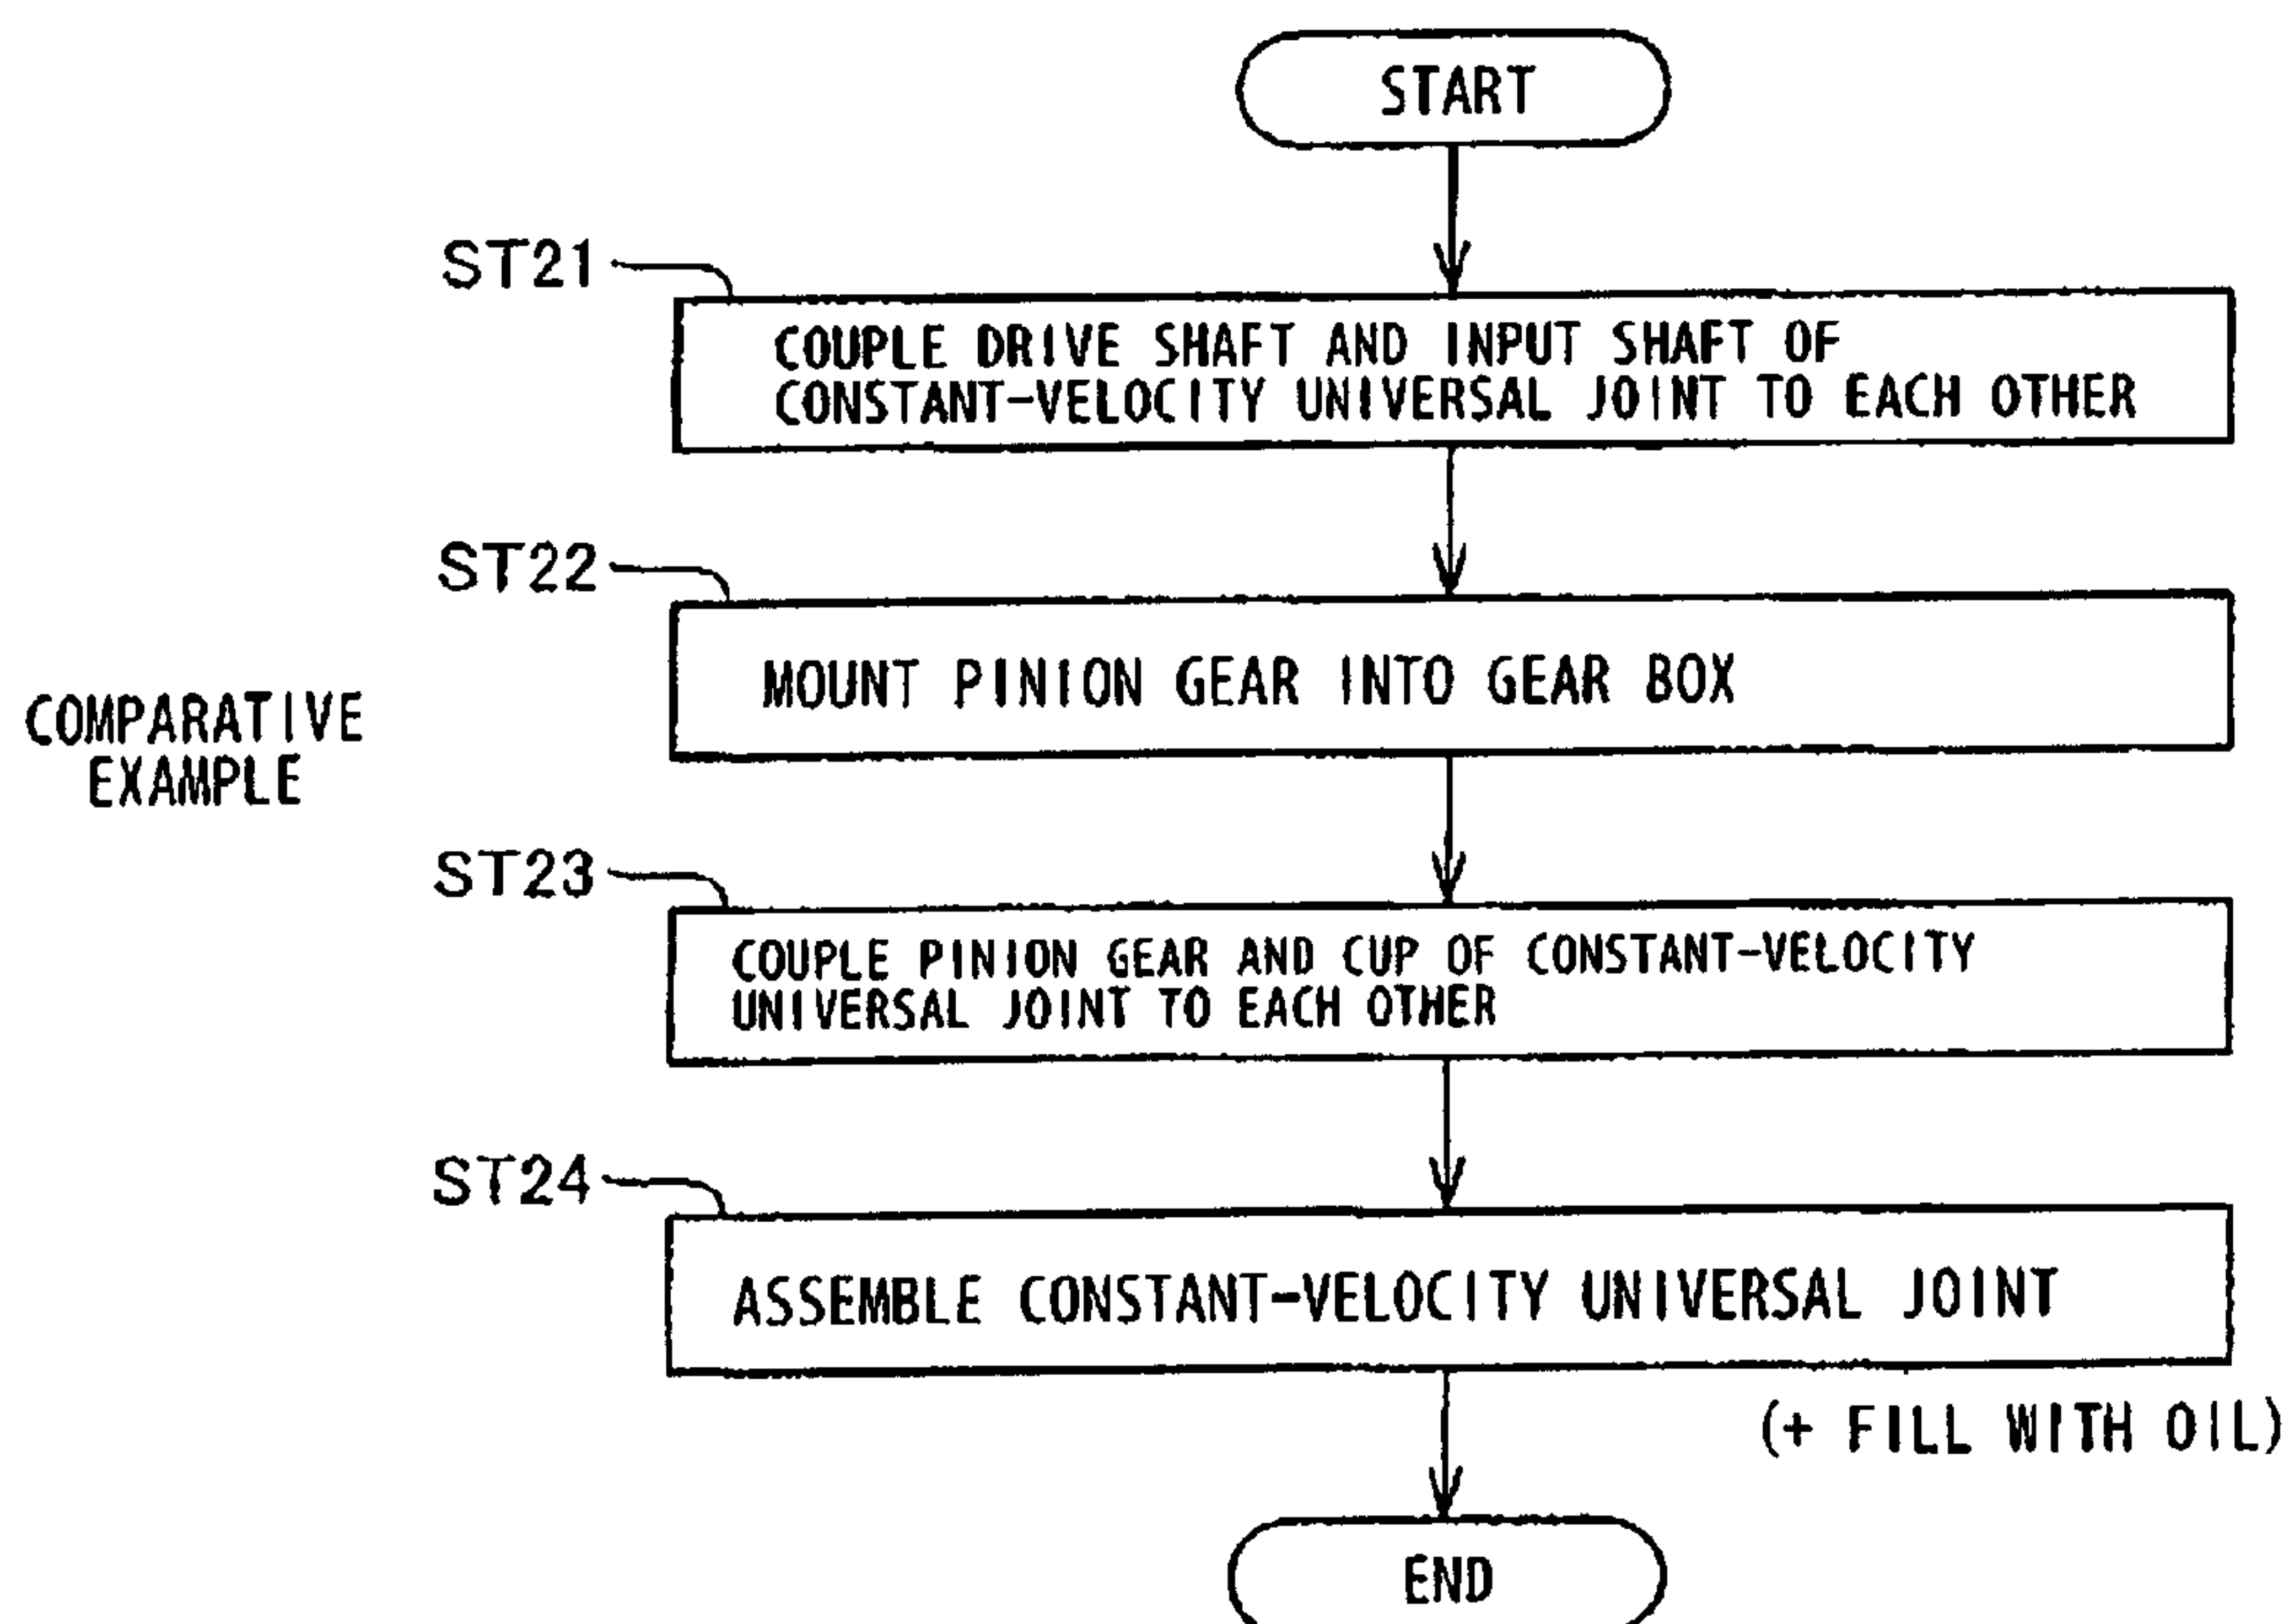 START
ST21
COUPLE DRIVE SHAFT AND INPUT SHAFT OF
CONSTANT-VELOCITY UNIVERSAL JOINT TO EACH OTHER
ST22
MOUNT PINION GEAR INTO GEAR BOX
COMPARATIVE
EXAMPLE
ST23
COUPLE PINION GEAR AND CUP OF CONSTANT-VELOCITY
UNIVERSAL JOINT TO EACH OTHER
ST24
ASSEMBLE CONSTANT-VELOCITY UNIVERSAL JOINT
(+ FILL WITH OIL)
END